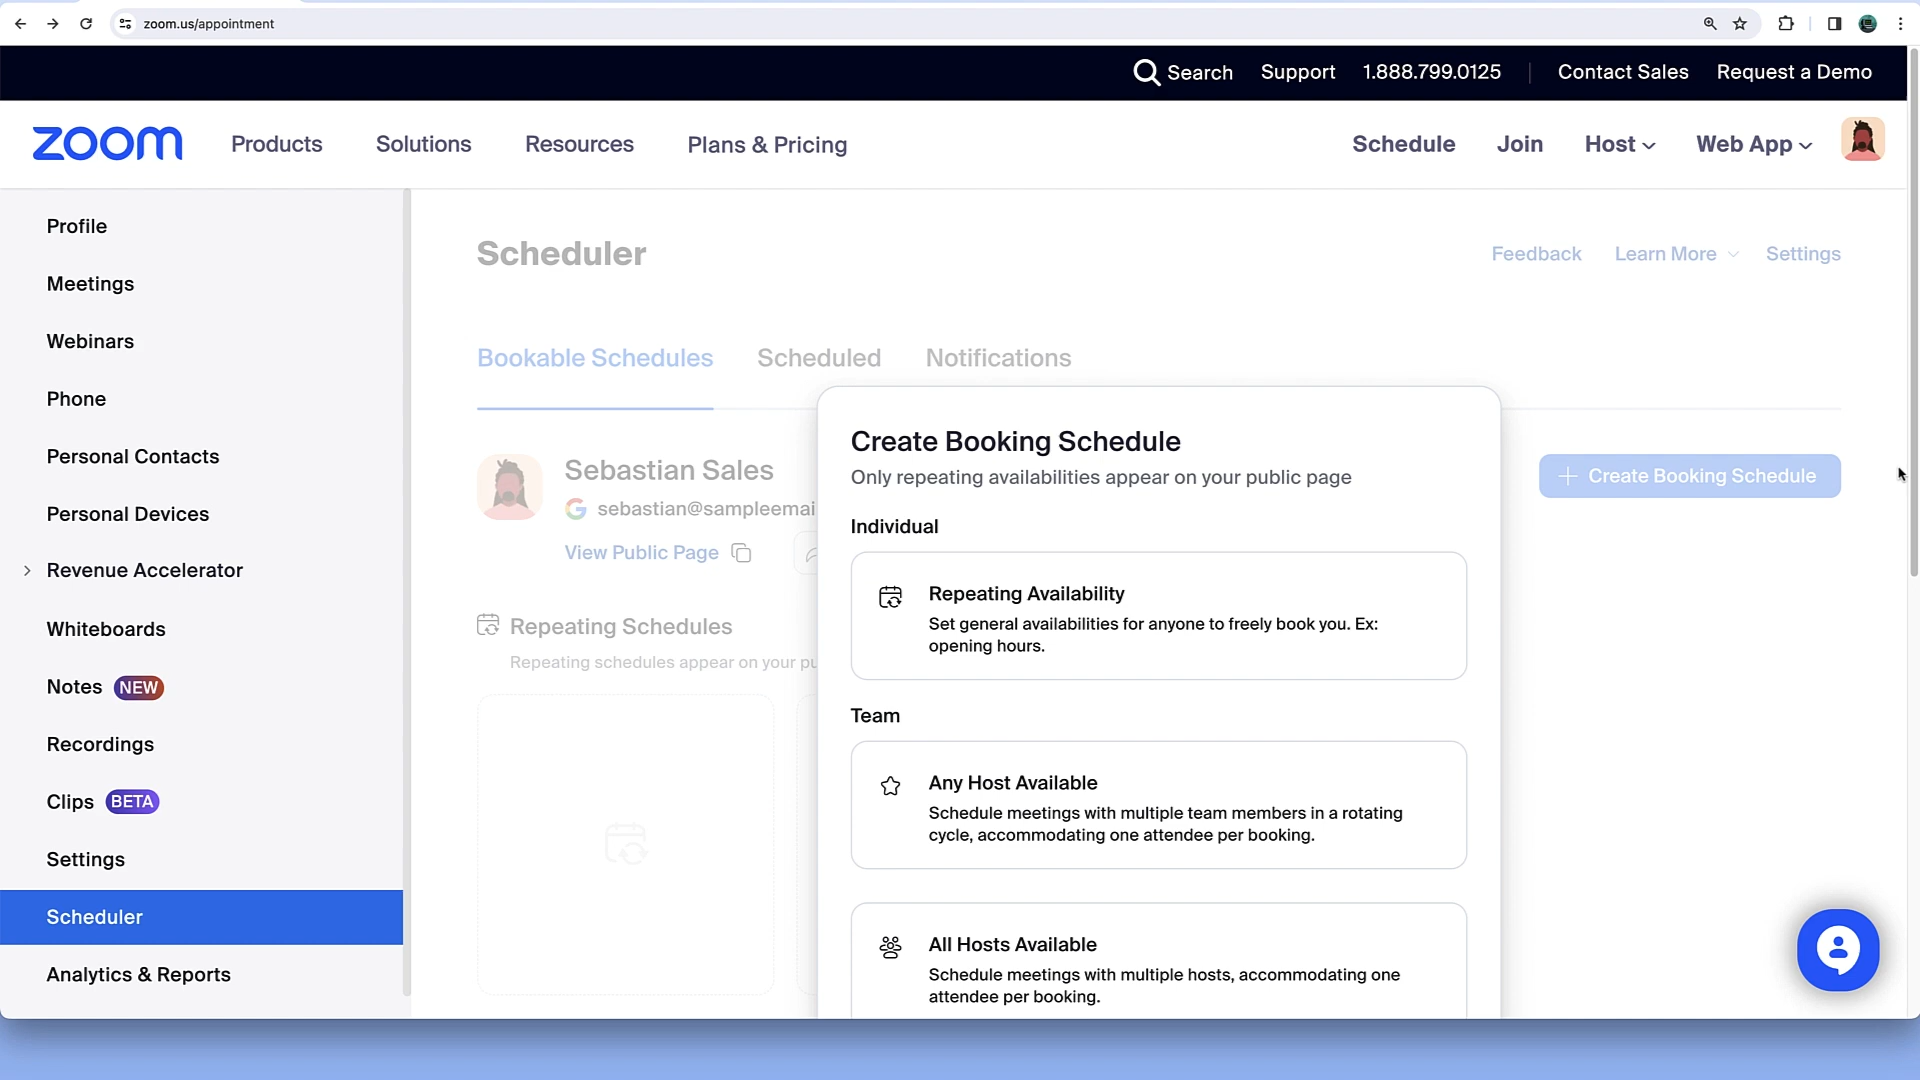 zoom.us/appointment
Search Support 1.888.799.0125 Contact Sales Request a Demo
zoom Products Solutions Resources Plans & Pricing Schedule Join Host Web App
Profile
Meetings
Webinars
Phone
Personal Contacts
Personal Devices
Revenue Accelerator
Whiteboards
Notes NEW
Recordings
Clips BETA
Settings
Scheduler
Analytics & Reports
Scheduler
Feedback Learn More Settings
Bookable Schedules Scheduled Notifications
Sebastian Sales
sebastian@sampleemai
View Public Page
Create Booking Schedule
Repeating Schedules
Repeating schedules appear on your pu
Create Booking Schedule
Only repeating availabilities appear on your public page
Individual
Repeating Availability
Set general availabilities for anyone to freely book you. Ex:
opening hours.
Team
Any Host Available
Schedule meetings with multiple team members in a rotating
cycle, accommodating one attendee per booking.
All Hosts Available
Schedule meetings with multiple hosts, accommodating one
attendee per booking.